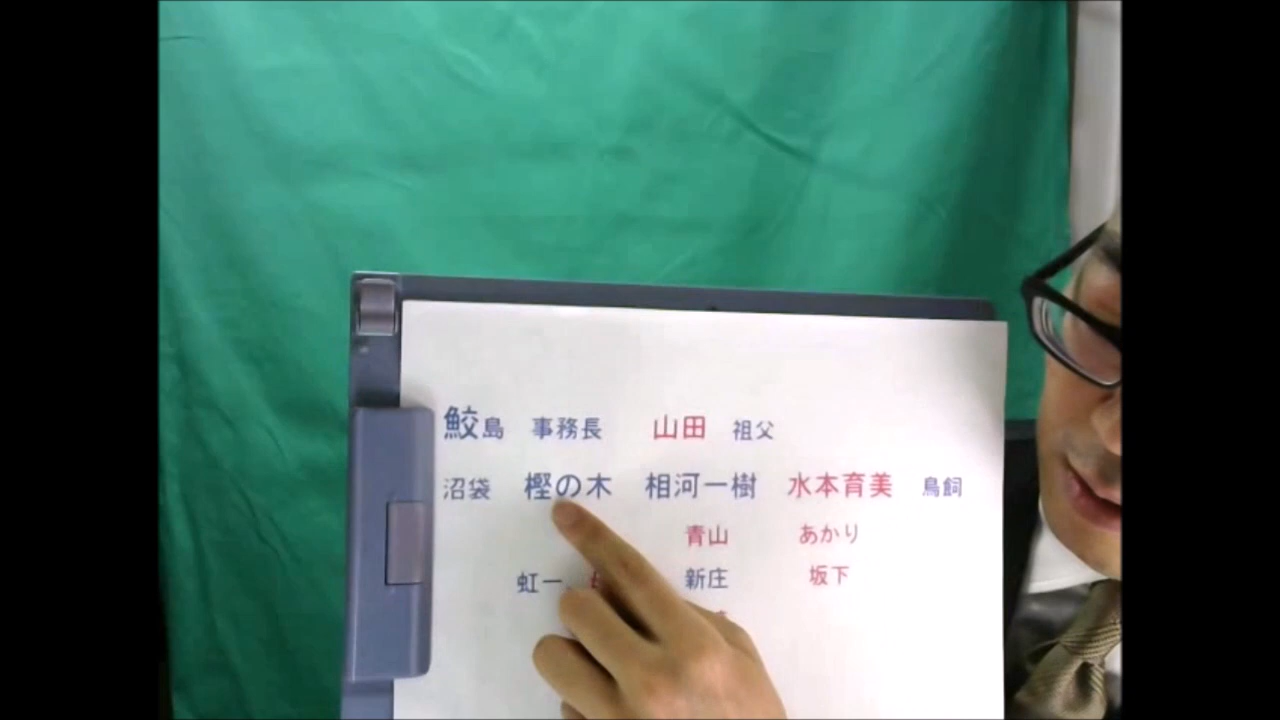 鮫島 事務長 山田 祖父
沼袋 樫の木 相河一樹 水本育美 鳥飼
青山 あかり
虹一 新庄 坂下